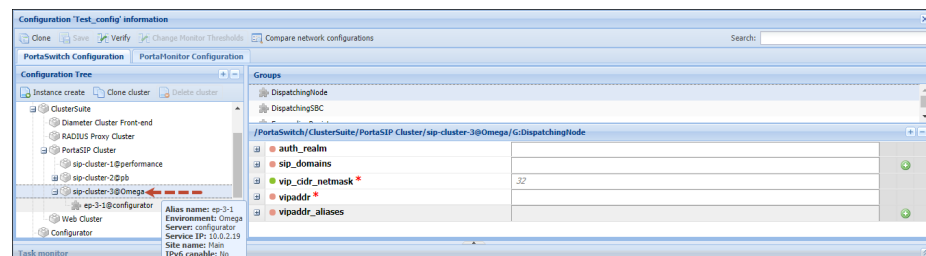 Configuration 'Test_config' information
Clone Save Verify Change Monitor Thresholds Compare network configurations Search:
PortaSwitch Configuration PortaMonitor Configuration
Configuration Tree
Instance create Clone cluster Delete cluster
ClusterSuite
Diameter Cluster Front-end
RADIUS Proxy Cluster
PortaSIP Cluster
sip-cluster-1@performance
sip-cluster-2@pb
sip-cluster-3@Omega
ep-3-1@configurator
Web Cluster
Configurator
Alias name: ep-3-1
Environment: Omega
Server: configurator
Service IP: 10.0.2.19
Site name: Main
IPv6 capable: No
Groups
DispatchingNode
DispatchingSBC
/PortaSwitch/ClusterSuite/PortaSIP Cluster/sip-cluster-3@Omega/G:DispatchingNode
auth_realm
sip_domains
vip_cidr_netmask * 32
vipaddr *
vipaddr_aliases
Task monitor